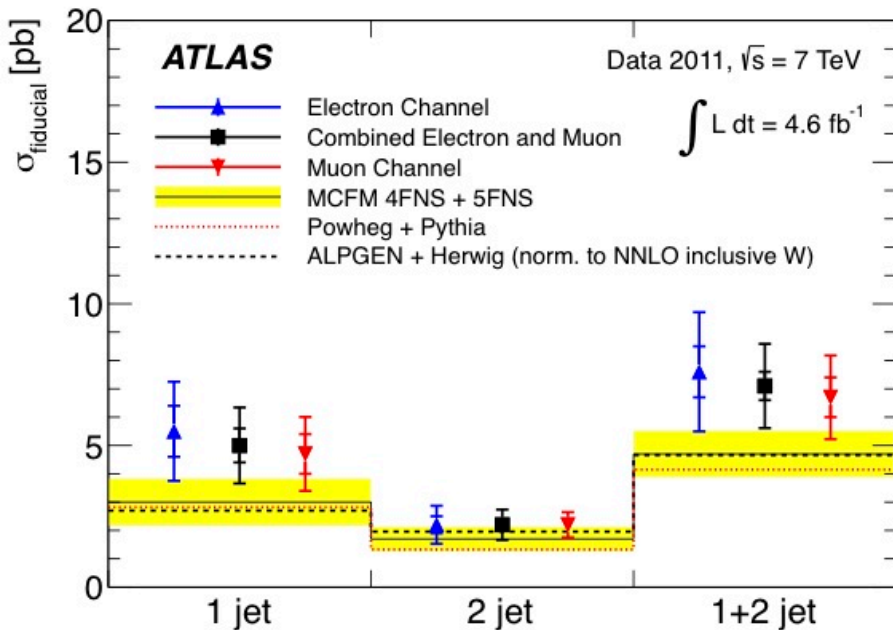 σfiducial [pb]
20
15
10
5
0
ATLAS
Data 2011, √s = 7 TeV
∫ L dt = 4.6 fb⁻¹
Electron Channel
Combined Electron and Muon
Muon Channel
MCFM 4FNS + 5FNS
Powheg + Pythia
ALPGEN + Herwig (norm. to NNLO inclusive W)
1 jet
2 jet
1+2 jet